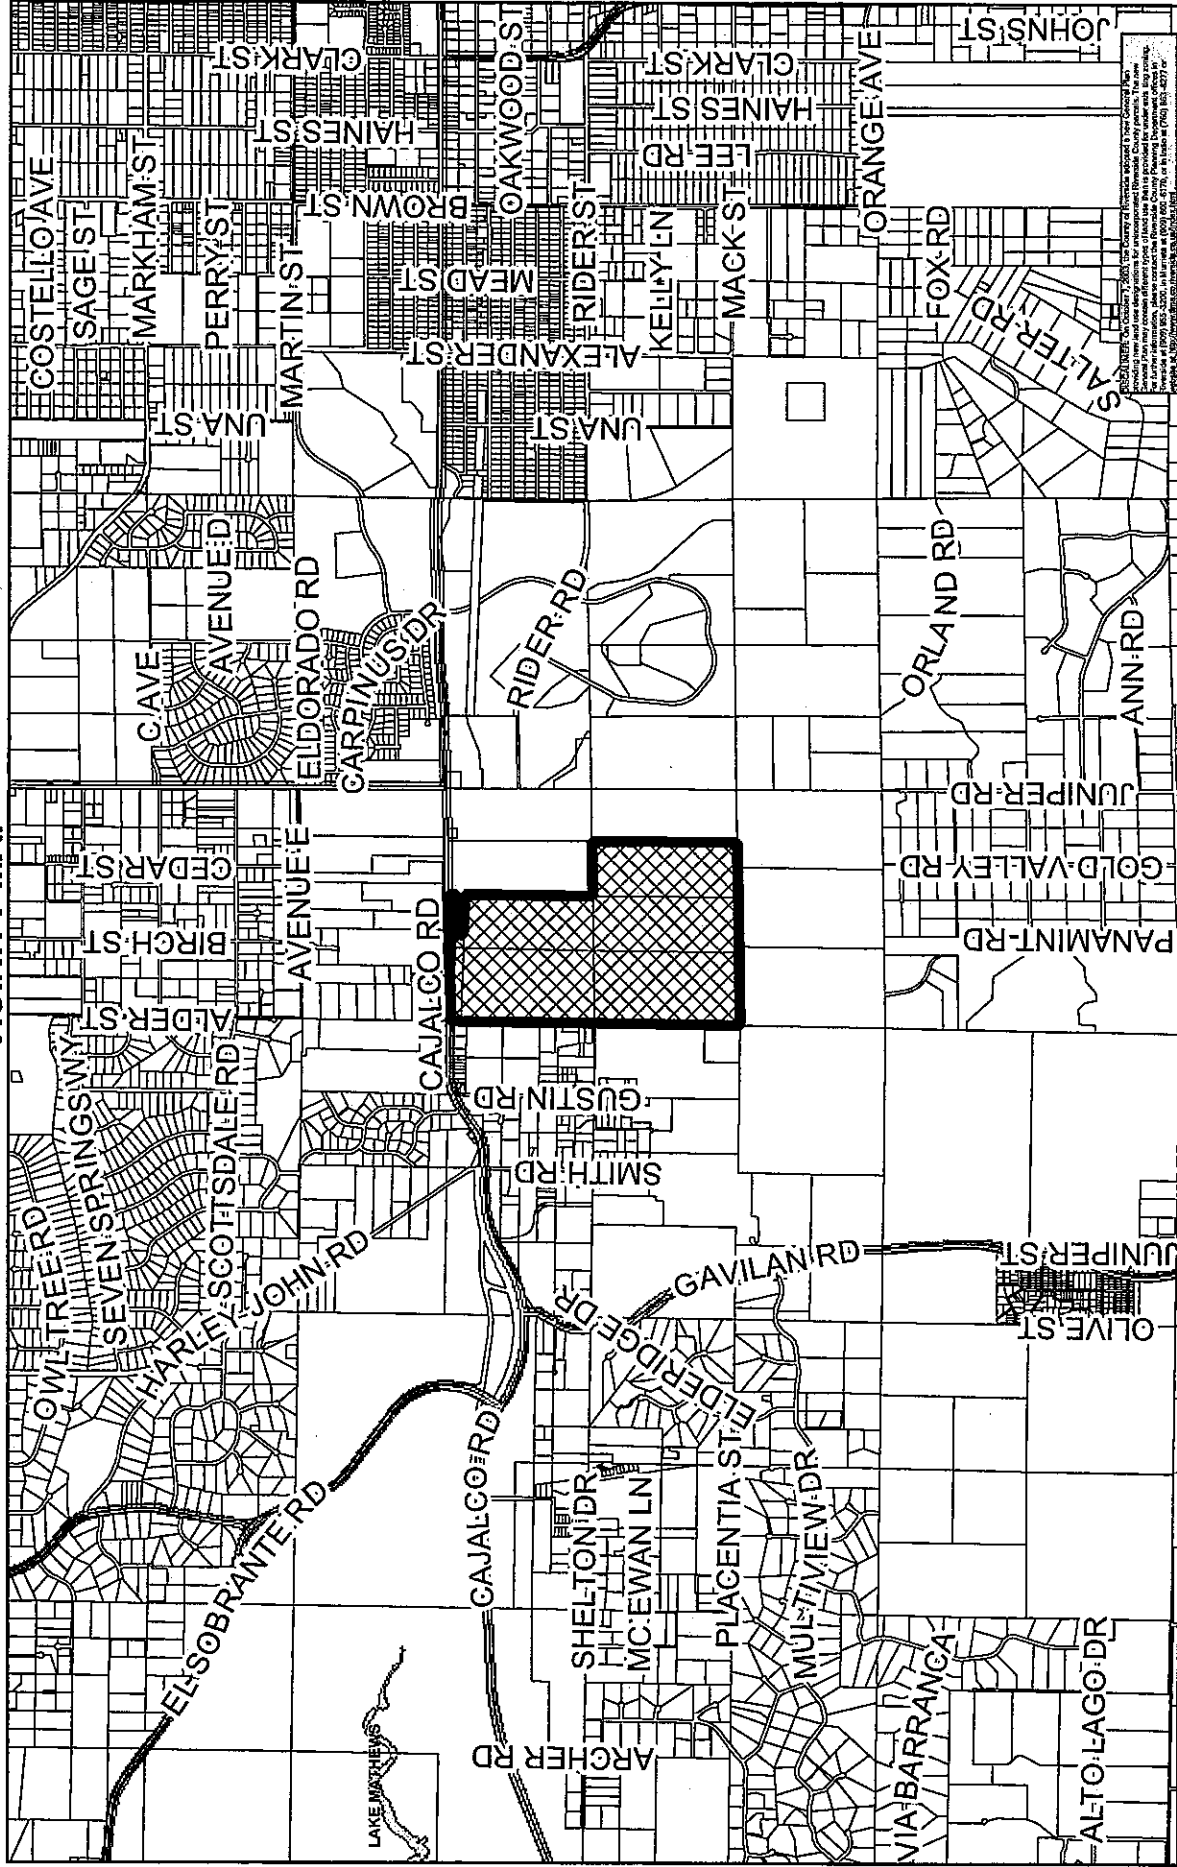 OWL TREE RD
SEVEN SPRINGS WY
COSTELLO AVE
SAGE ST
ALDER ST
BIRCH ST
CEDAR ST
C AVE
MARKHAM ST
CLARK ST
HARLEY JOHN RD
SCOTTSDALE RD
AVENUE D
UNA ST
PERRY ST
HAINES ST
EL SOBRANTE RD
AVENUE E
ELDORADO RD
MARTIN ST
BROWN ST
LAKE MATHEWS
CARPINUS DR
MEAD ST
CAJALCO RD
CAJALCO RD
OAKWOOD ST
ARCHER RD
SMITH RD
GUSTIN RD
RIDER RD
ALEXANDER ST
RIDER ST
SHELTON DR
ELDERIDGE DR
UNA ST
MC EWAN LN
KELLY LN
LEE RD
CLARK ST
HAINES ST
GAVILAN RD
PLACENTIA ST
MACK ST
MULTIVIEW DR
ORANGE AVE
VIA BARRANCA
ORLAND RD
FOX RD
JOHNS ST
OLIVE ST
JUNIPER ST
PANAMINT RD
GOLD VALLEY RD
JUNIPER RD
SALTER RD
ALTO LAGO DR
ANN RD